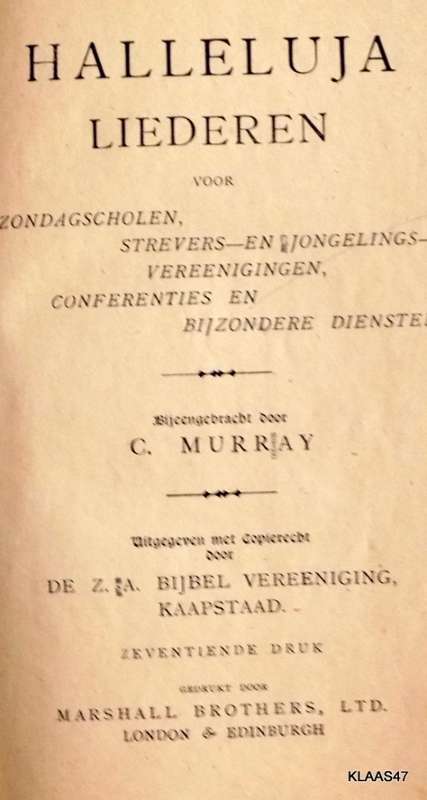 HALLELUJA
LIEDEREN
VOOR
ZONDAGSCHOLEN,
STREVERS—EN JONGELINGS—
VEREENIGINGEN,
CONFERENTIES EN
BIJZONDERE DIENSTE
Bijeengebracht door
C. MURRAY
Uitgegeven met Copierecht
door
DE Z. A. BIJBEL VEREENIGING,
KAAPSTAAD.
ZEVENTIENDE DRUK
GEDRUKT DOOR
MARSHALL BROTHERS, LTD.
LONDON & EDINBURGH
KLAAS47